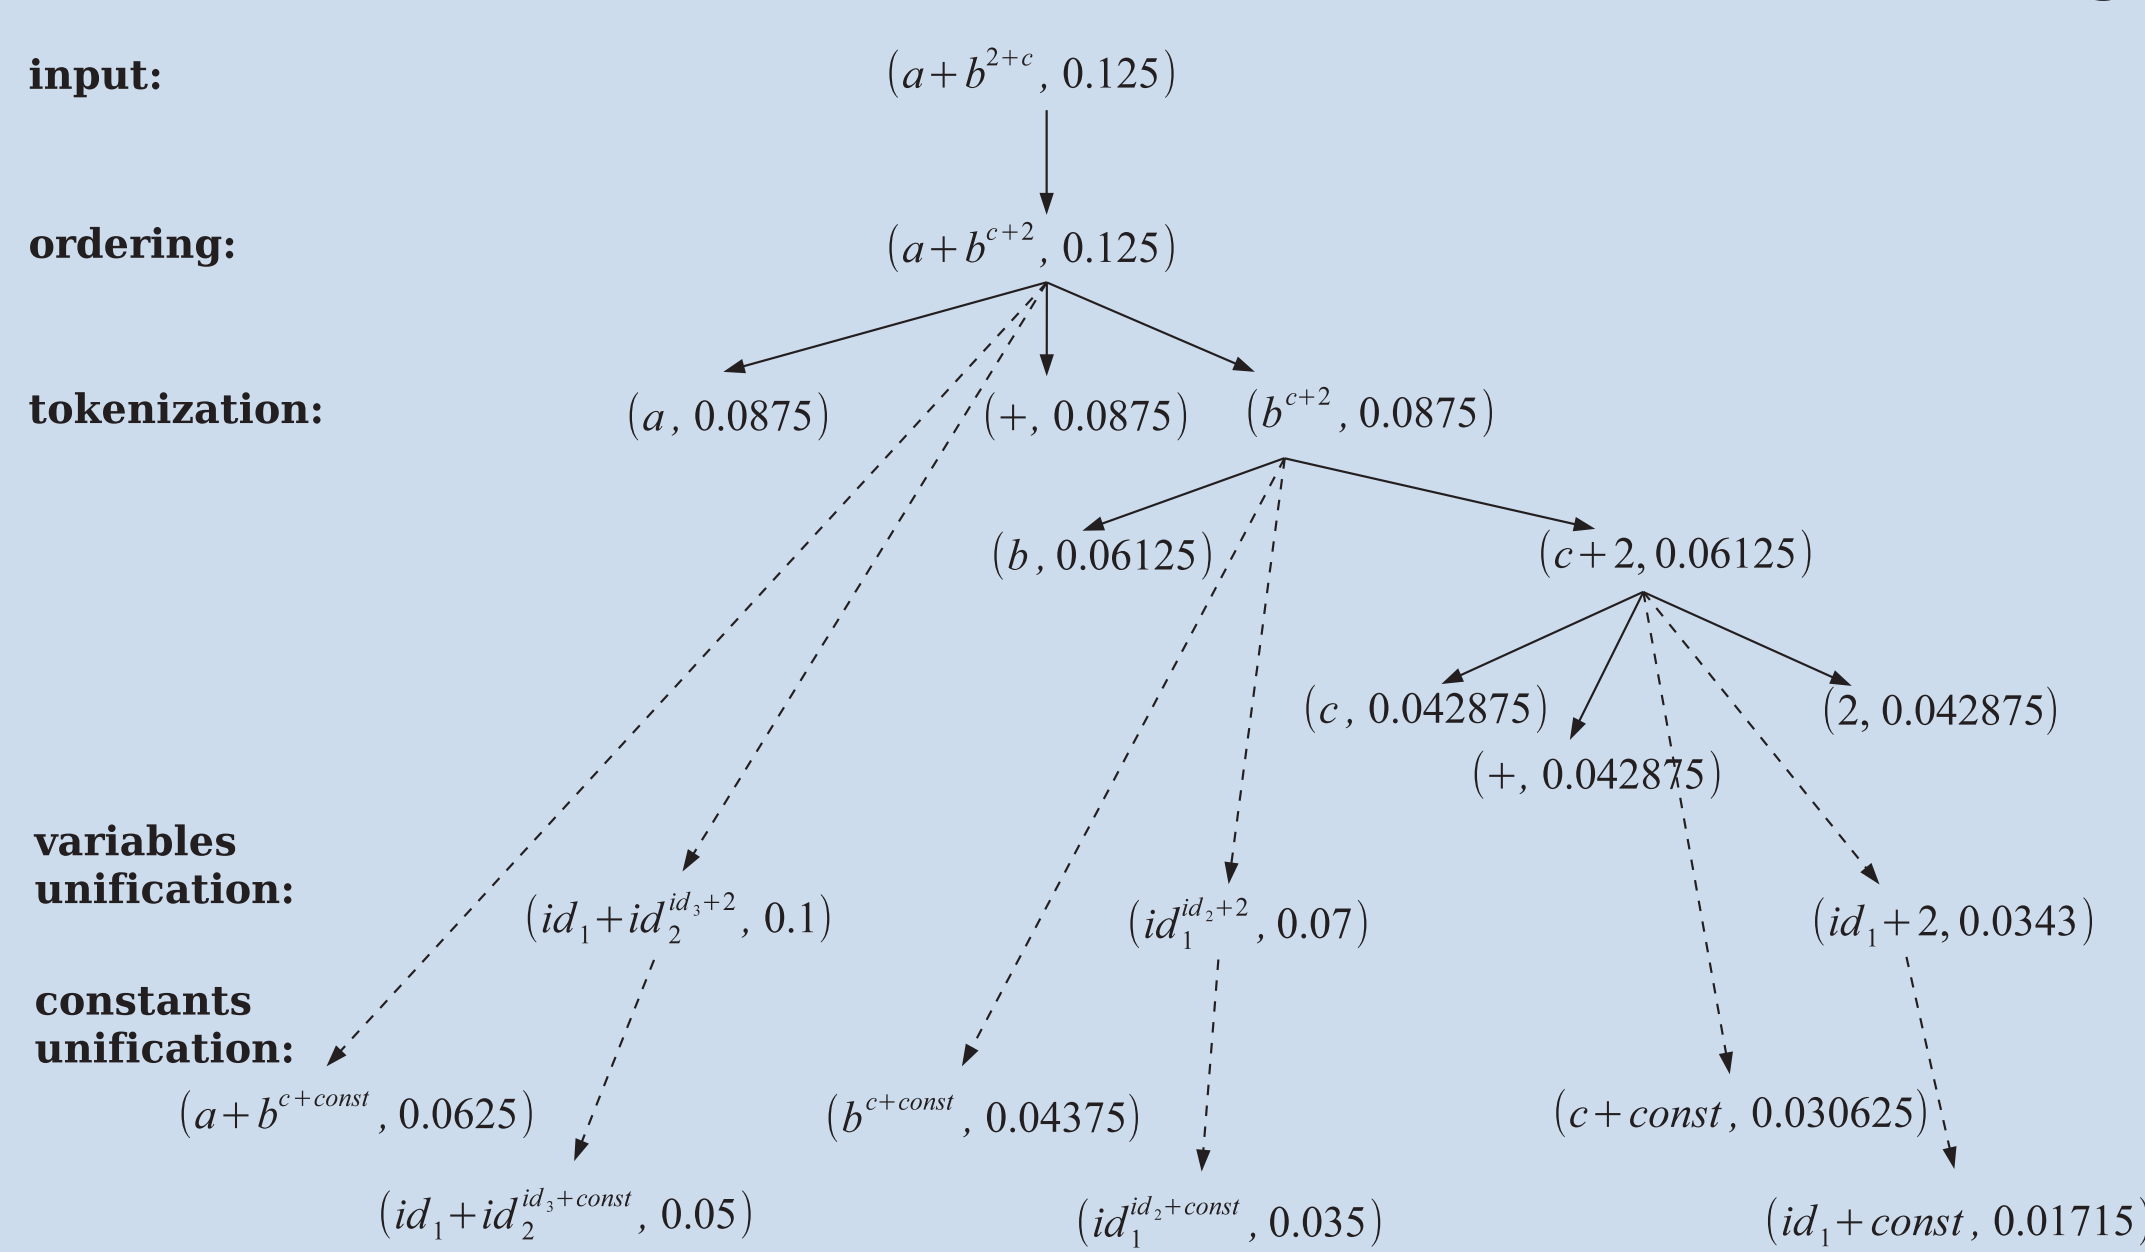 input: (a+b^{2+c}, 0.125)
ordering: (a+b^{c+2}, 0.125)
tokenization: (a, 0.0875) (+, 0.0875) (b^{c+2}, 0.0875)
(b, 0.06125) (c+2, 0.06125)
(c, 0.042875) (2, 0.042875)
(+, 0.042875)
variables
unification:
(id_1+id_2^{id_3+2}, 0.1) (id_1^{id_2+2}, 0.07) (id_1+2, 0.0343)
constants
unification:
(a+b^{c+const}, 0.0625) (b^{c+const}, 0.04375) (c+const, 0.030625)
(id_1+id_2^{id_3+const}, 0.05) (id_1^{id_2+const}, 0.035) (id_1+const, 0.01715)